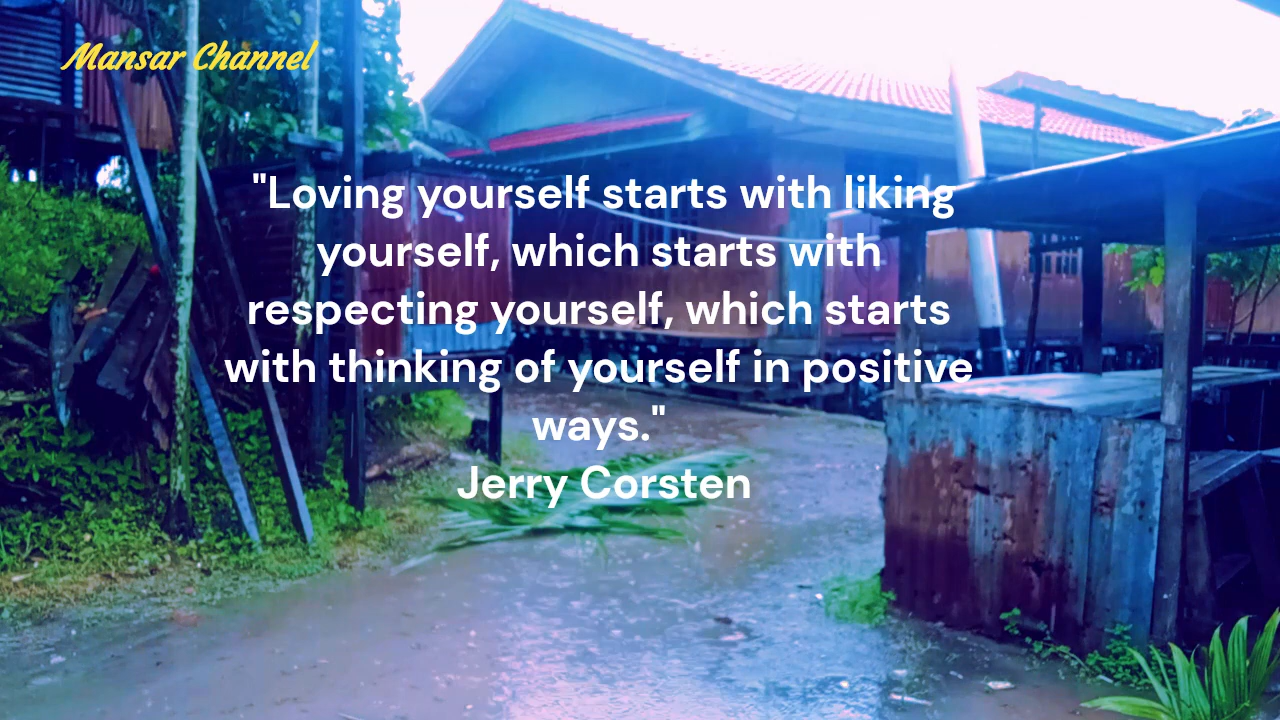 Mansar Channel
"Loving yourself starts with liking
yourself, which starts with
respecting yourself, which starts
with thinking of yourself in positive
ways."
Jerry Corsten